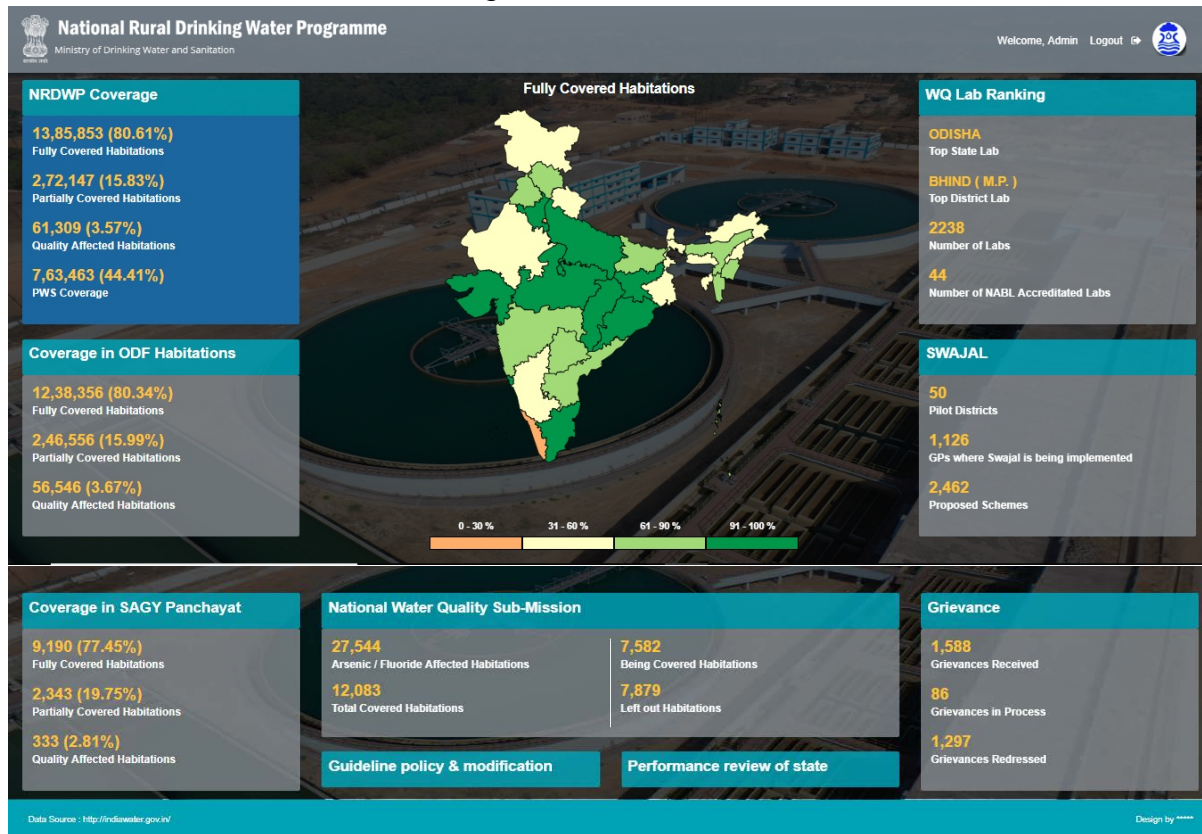 National Rural Drinking Water Programme
Ministry of Drinking Water and Sanitation
Welcome, Admin Logout
NRDWP Coverage
13,85,853 (80.61%)
Fully Covered Habitations
2,72,147 (15.83%)
Partially Covered Habitations
61,309 (3.57%)
Quality Affected Habitations
7,63,463 (44.41%)
PWS Coverage
Fully Covered Habitations
WQ Lab Ranking
ODISHA
Top State Lab
BHIND ( M.P. )
Top District Lab
2238
Number of Labs
44
Number of NABL Accreditated Labs
Coverage in ODF Habitations
12,38,356 (80.34%)
Fully Covered Habitations
2,46,556 (15.99%)
Partially Covered Habitations
56,546 (3.67%)
Quality Affected Habitations
0 - 30 % 31 - 60 % 61 - 90 % 91 - 100 %
SWAJAL
50
Pilot Districts
1,126
GPs where Swajal is being implemented
2,462
Proposed Schemes
Coverage in SAGY Panchayat
9,190 (77.45%)
Fully Covered Habitations
2,343 (19.75%)
Partially Covered Habitations
333 (2.81%)
Quality Affected Habitations
National Water Quality Sub-Mission
27,544
Arsenic / Fluoride Affected Habitations
12,083
Total Covered Habitations
7,582
Being Covered Habitations
7,879
Left out Habitations
Guideline policy & modification
Performance review of state
Grievance
1,588
Grievances Received
86
Grievances in Process
1,297
Grievances Redressed
Data Source : http://indiawater.gov.in/
Design by *****